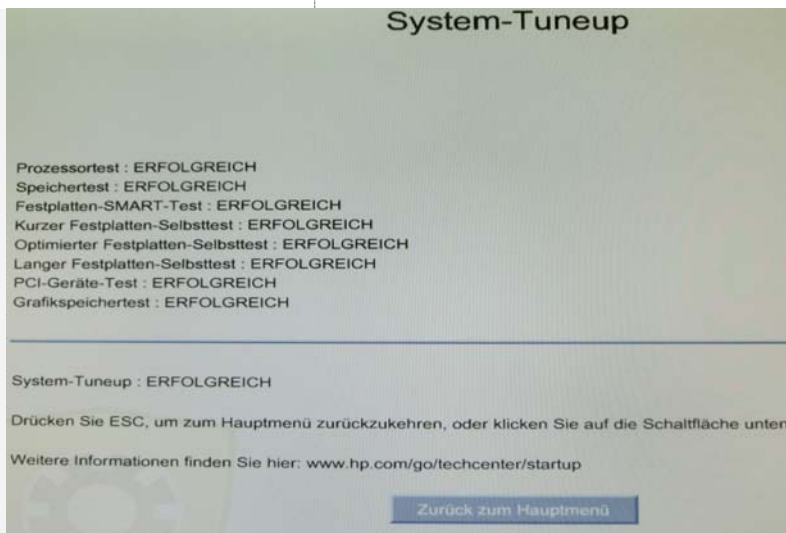 System-Tuneup
Prozessortest : ERFOLGREICH
Speichertest : ERFOLGREICH
Festplatten-SMART-Test : ERFOLGREICH
Kurzer Festplatten-Selbsttest : ERFOLGREICH
Optimierter Festplatten-Selbsttest : ERFOLGREICH
Langer Festplatten-Selbsttest : ERFOLGREICH
PCI-Geräte-Test : ERFOLGREICH
Grafikspeichertest : ERFOLGREICH
System-Tuneup : ERFOLGREICH
Drücken Sie ESC, um zum Hauptmenü zurückzukehren, oder klicken Sie auf die Schaltfläche unten
Weitere Informationen finden Sie hier: www.hp.com/go/techcenter/startup
Zurück zum Hauptmenü